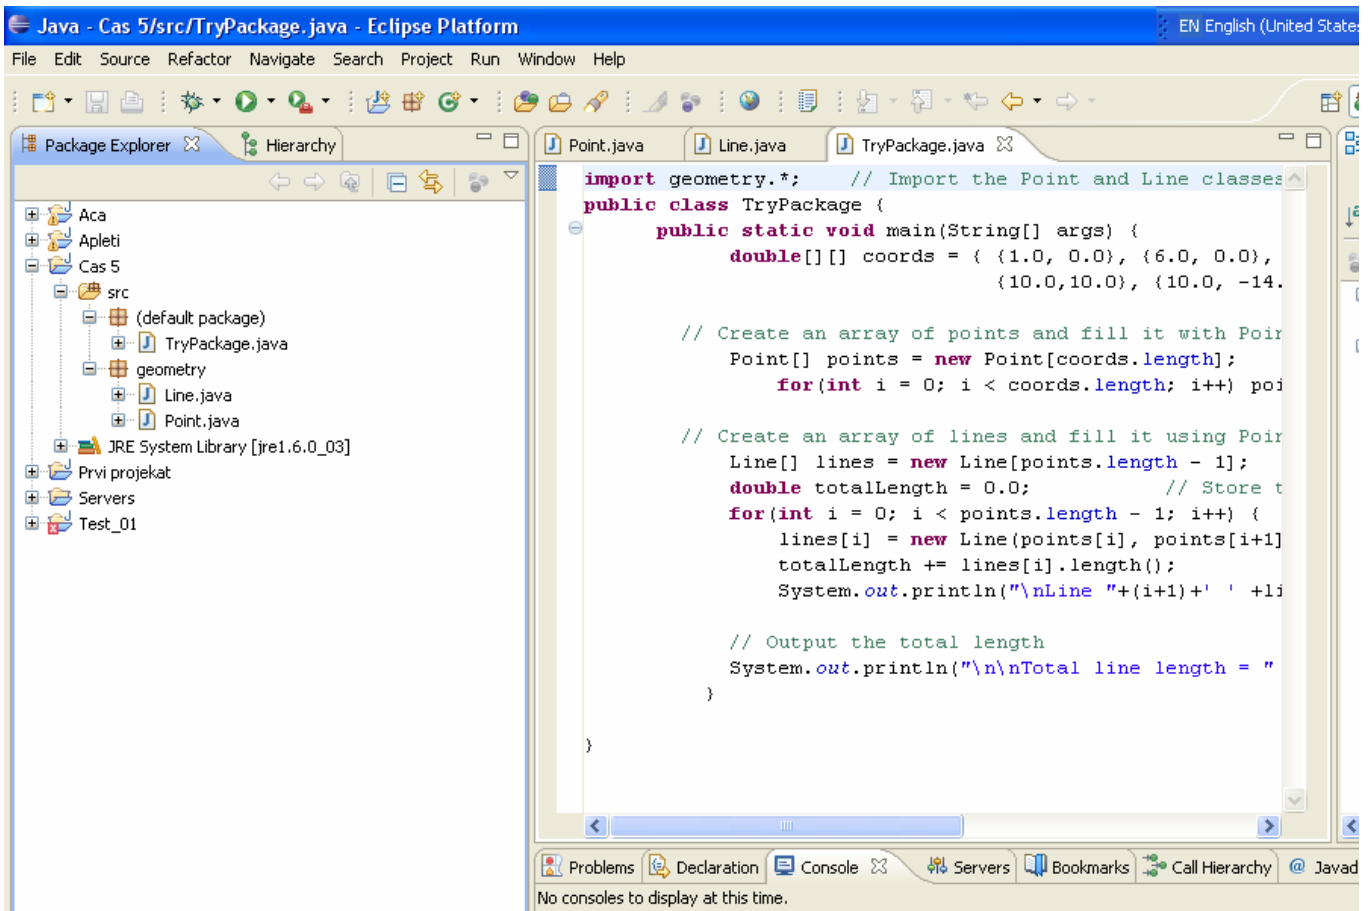 Java - Cas 5/src/TryPackage.java - Eclipse Platform
EN English (United States
File Edit Source Refactor Navigate Search Project Run Window Help
Package Explorer
Hierarchy
Aca
Apleti
Cas 5
src
(default package)
TryPackage.java
geometry
Line.java
Point.java
JRE System Library [jre1.6.0_03]
Prvi projekat
Servers
Test_01
Point.java
Line.java
TryPackage.java
import geometry.*; // Import the Point and Line classes
public class TryPackage {
public static void main(String[] args) {
double[][] coords = { {1.0, 0.0}, {6.0, 0.0},
{10.0,10.0}, {10.0, -14.
// Create an array of points and fill it with Poin
Point[] points = new Point[coords.length];
for(int i = 0; i < coords.length; i++) poi
// Create an array of lines and fill it using Poin
Line[] lines = new Line[points.length - 1];
double totalLength = 0.0; // Store t
for(int i = 0; i < points.length - 1; i++) {
lines[i] = new Line(points[i], points[i+1]
totalLength += lines[i].length();
System.out.println("\nLine "+(i+1)+' ' +li
// Output the total length
System.out.println("\n\nTotal line length = "
}
}
Problems
Declaration
Console
Servers
Bookmarks
Call Hierarchy
@ Javad
No consoles to display at this time.